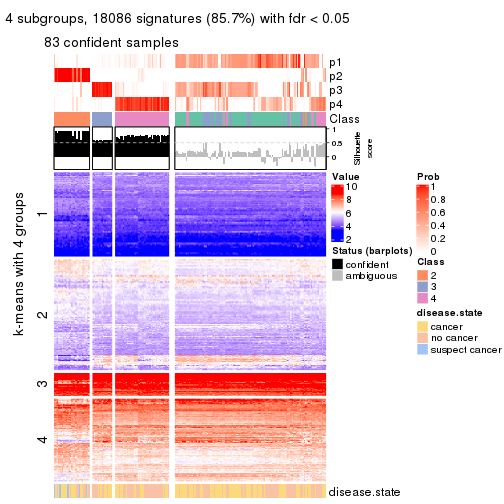 4 subgroups, 18086 signatures (85.7%) with fdr < 0.05
83 confident samples
p1
p2
p3
p4
Class
1
0.5
0
Silhouette
score
k-means with 4 groups
1
2
3
4
disease.state
Value
10
8
6
4
2
Status (barplots)
confident
ambiguous
Prob
1
0.8
0.6
0.4
0.2
0
Class
2
3
4
disease.state
cancer
no cancer
suspect cancer